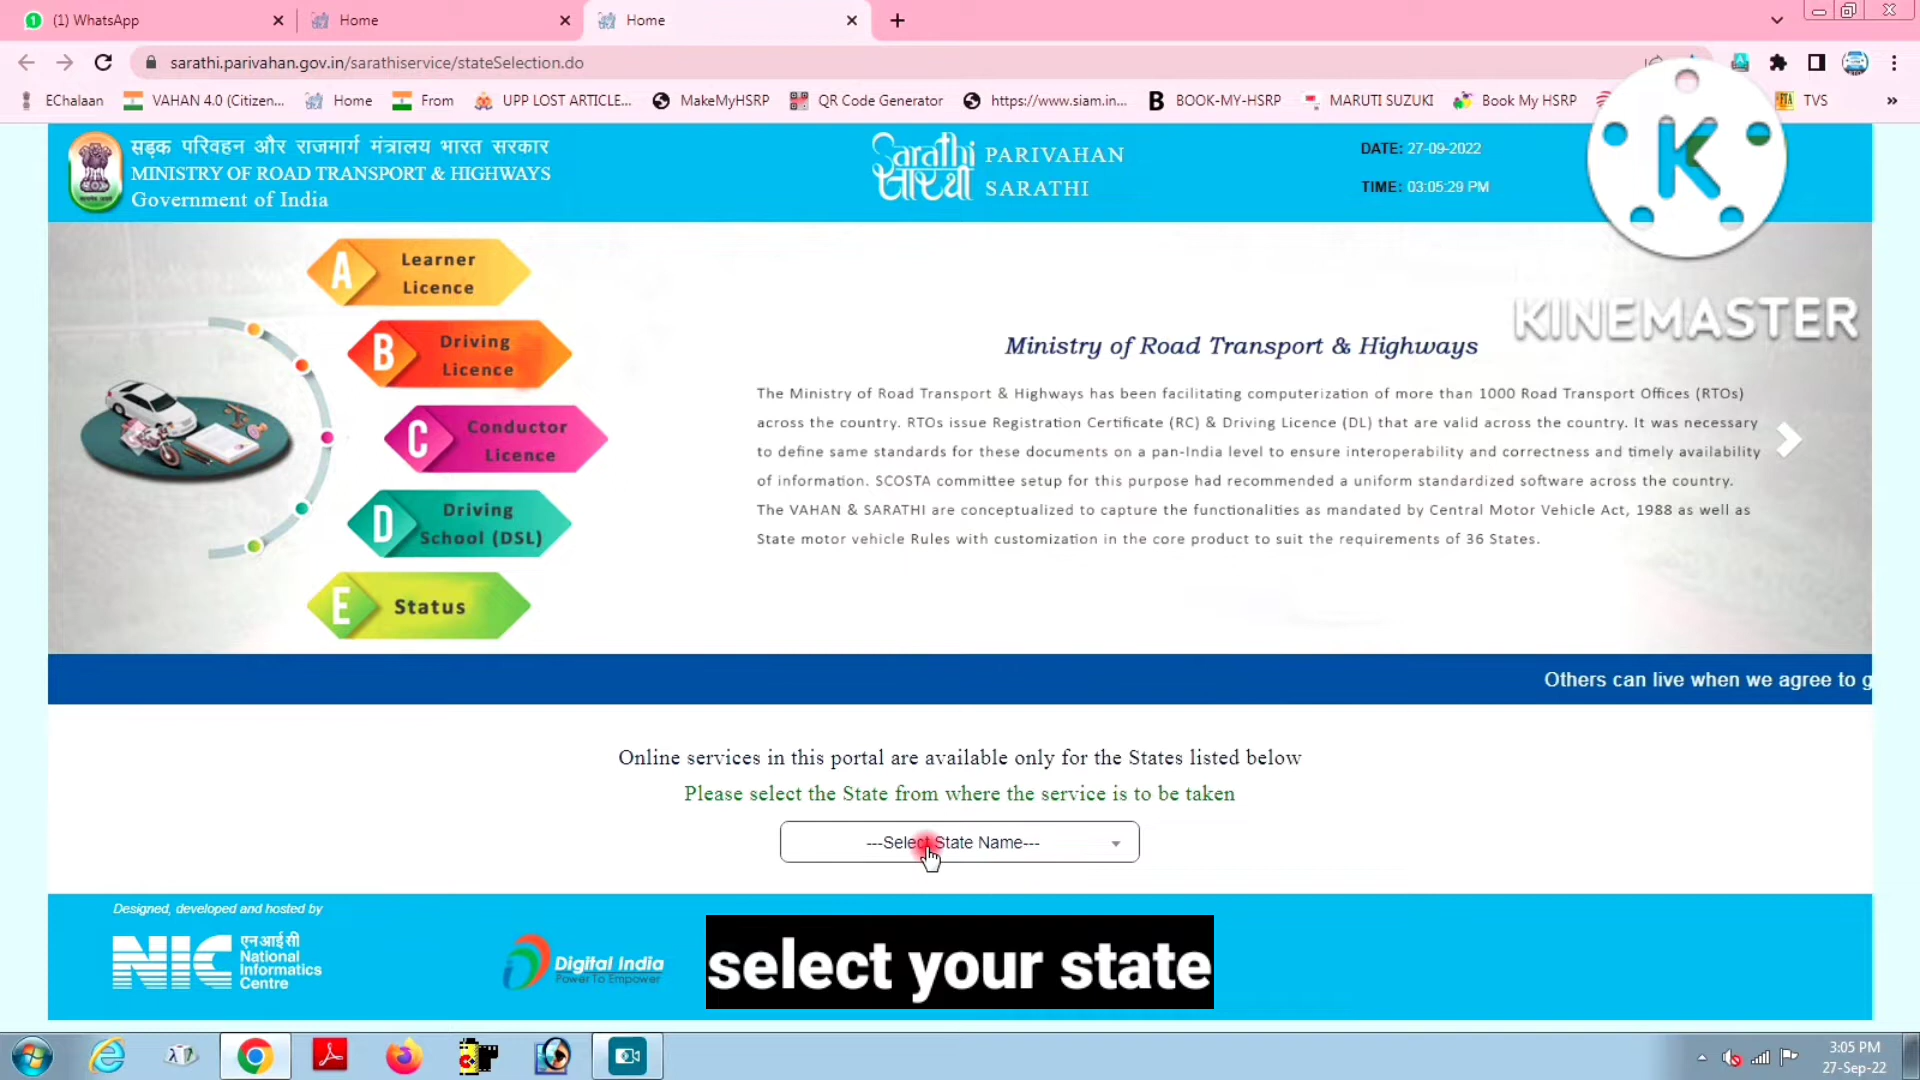 (1) WhatsApp
Home
Home
sarathi.parivahan.gov.in/sarathiservice/stateSelection.do
EChalaan
VAHAN 4.0 (Citizen...
Home
From
UPP LOST ARTICLE...
MakeMyHSRP
QR Code Generator
https://www.siam.in...
BOOK-MY-HSRP
MARUTI SUZUKI
Book My HSRP
TVS
सड़क परिवहन और राजमार्ग मंत्रालय भारत सरकार
MINISTRY OF ROAD TRANSPORT & HIGHWAYS
Government of India
Sarathi
सारथी
PARIVAHAN
SARATHI
DATE: 27-09-2022
TIME: 03:05:29 PM
K
KINEMASTER
A Learner
Licence
B Driving
Licence
C Conductor
Licence
D Driving
School (DSL)
E Status
Ministry of Road Transport & Highways
The Ministry of Road Transport & Highways has been facilitating computerization of more than 1000 Road Transport Offices (RTOs)
across the country. RTOs issue Registration Certificate (RC) & Driving Licence (DL) that are valid across the country. It was necessary
to define same standards for these documents on a pan-India level to ensure interoperability and correctness and timely availability
of information. SCOSTA committee setup for this purpose had recommended a uniform standardized software across the country.
The VAHAN & SARATHI are conceptualized to capture the functionalities as mandated by Central Motor Vehicle Act, 1988 as well as
State motor vehicle Rules with customization in the core product to suit the requirements of 36 States.
Others can live when we agree to g
Online services in this portal are available only for the States listed below
Please select the State from where the service is to be taken
---Select State Name---
Designed, developed and hosted by
NIC
एन आई सी
National
Informatics
Centre
Digital India
Power To Empower
select your state
3:05 PM
27-Sep-22